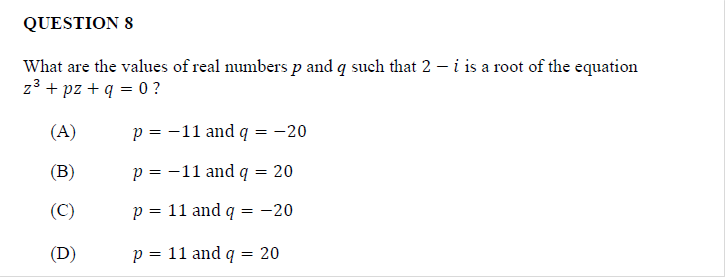 QUESTION 8
What are the values of real numbers p and q such that 2 − i is a root of the equation
z³ + pz + q = 0 ?
(A) p = −11 and q = −20
(B) p = −11 and q = 20
(C) p = 11 and q = −20
(D) p = 11 and q = 20